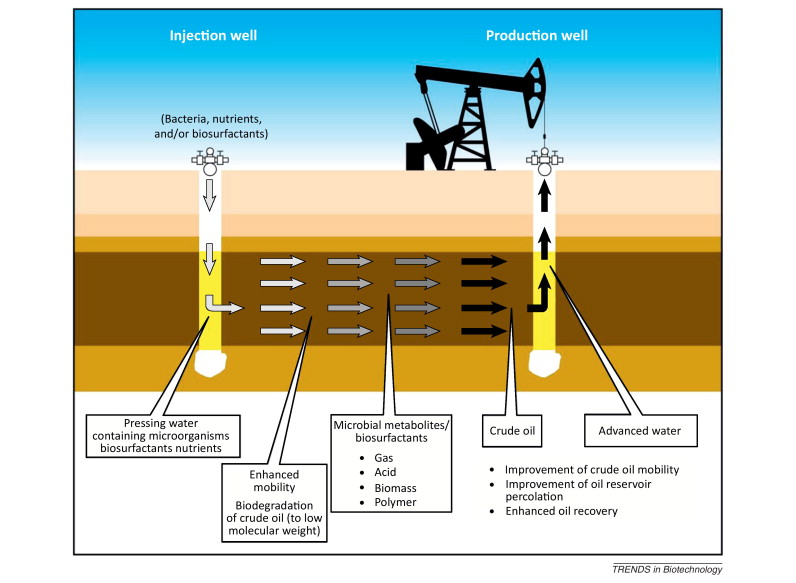 Injection well
Production well
(Bacteria, nutrients,
and/or biosurfactants)
Pressing water
containing microorganisms
biosurfactants nutrients
Enhanced
mobility
Biodegradation
of crude oil (to low
molecular weight)
Microbial metabolites/
biosurfactants
• Gas
• Acid
• Biomass
• Polymer
Crude oil
Advanced water
• Improvement of crude oil mobility
• Improvement of oil reservoir
percolation
• Enhanced oil recovery
TRENDS in Biotechnology